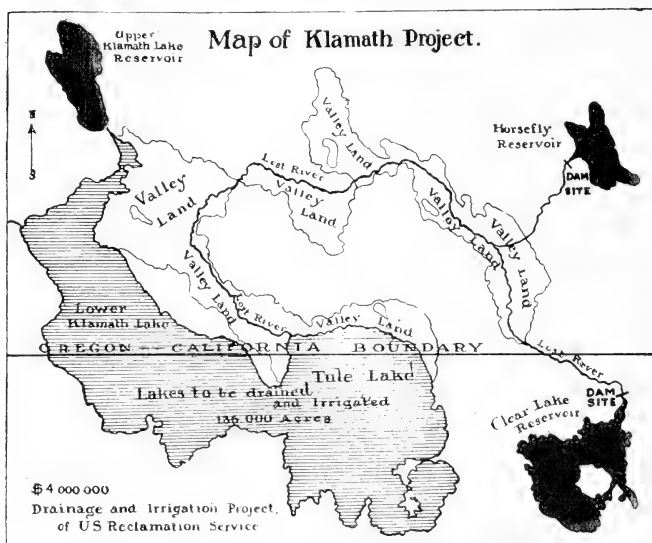 Map of Klamath Project.
Upper
Klamath Lake
Reservoir
N
S
Horsefly
Reservoir
DAM
SITE
Valley Land
Lost River
Valley
Land
Valley
Land
Valley Land
Valley Land
Valley Land
Lost River
Valley Land
Lower
Klamath Lake
Lost River
OREGON — CALIFORNIA BOUNDARY
Tule Lake
Lakes to be drained
and Irrigated
136,000 Acres
DAM
SITE
Clear Lake
Reservoir
$4 000 000
Drainage and Irrigation Project,
of US Reclamation Service